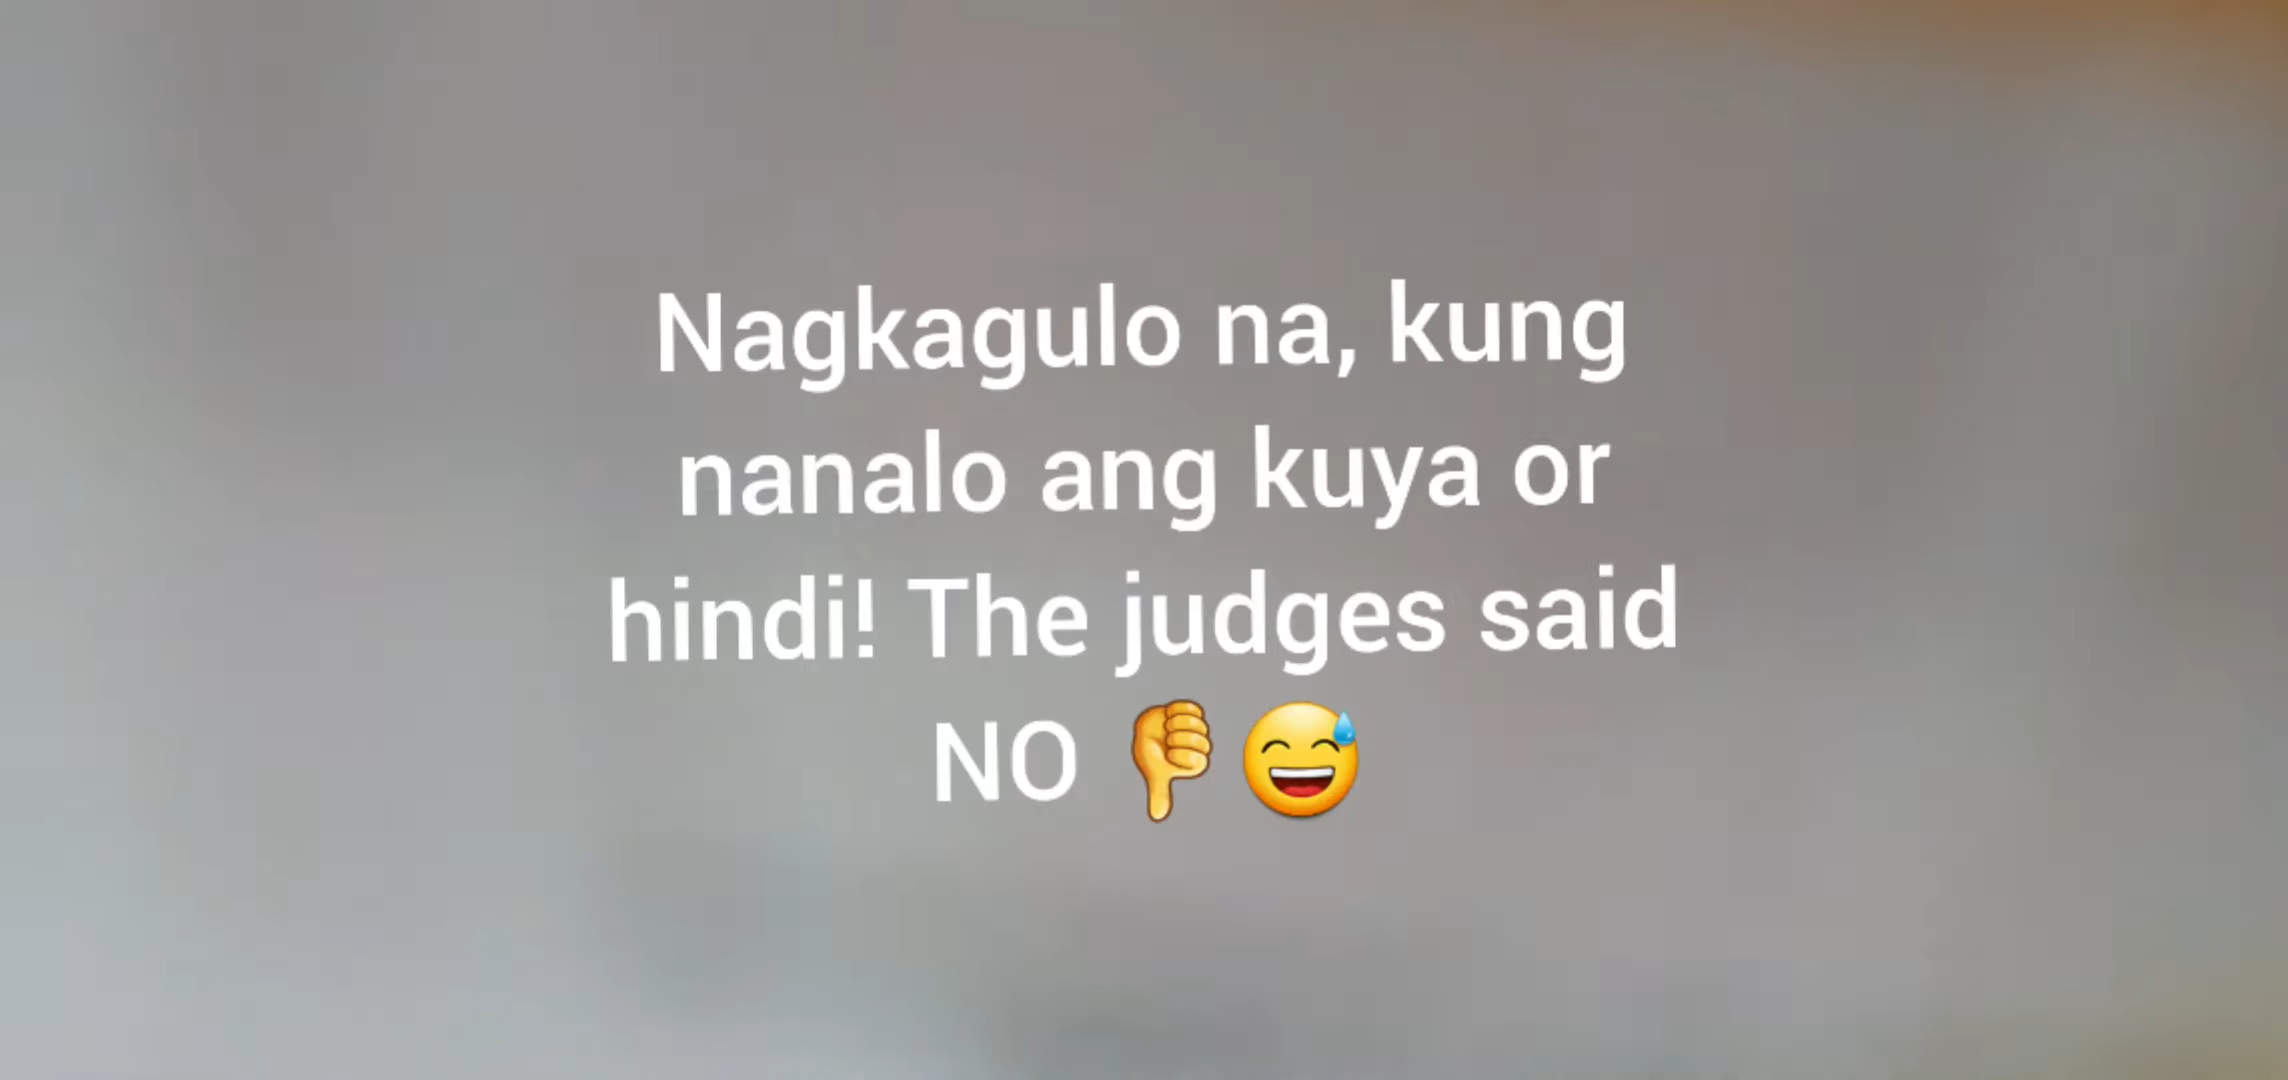 Nagkagulo na, kung
nanalo ang kuya or
hindi! The judges said
NO 👎😅